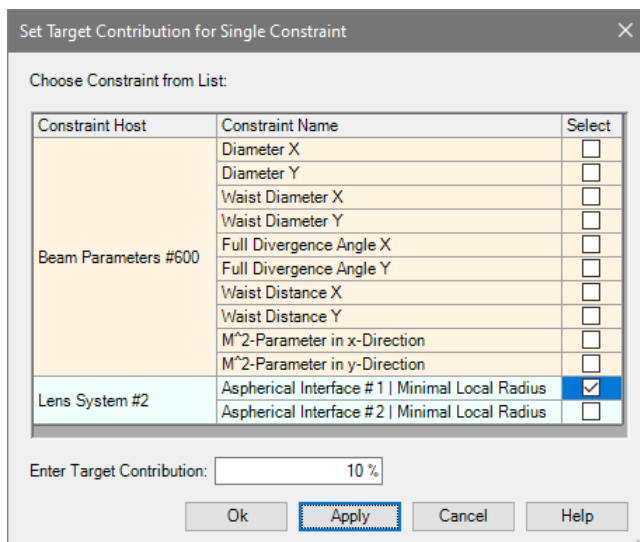 Set Target Contribution for Single Constraint
Choose Constraint from List:
Constraint Host Constraint Name Select
Beam Parameters #600
Diameter X
Diameter Y
Waist Diameter X
Waist Diameter Y
Full Divergence Angle X
Full Divergence Angle Y
Waist Distance X
Waist Distance Y
M^2-Parameter in x-Direction
M^2-Parameter in y-Direction
Lens System #2
Aspherical Interface #1 | Minimal Local Radius
Aspherical Interface #2 | Minimal Local Radius
Enter Target Contribution: 10 %
Ok Apply Cancel Help